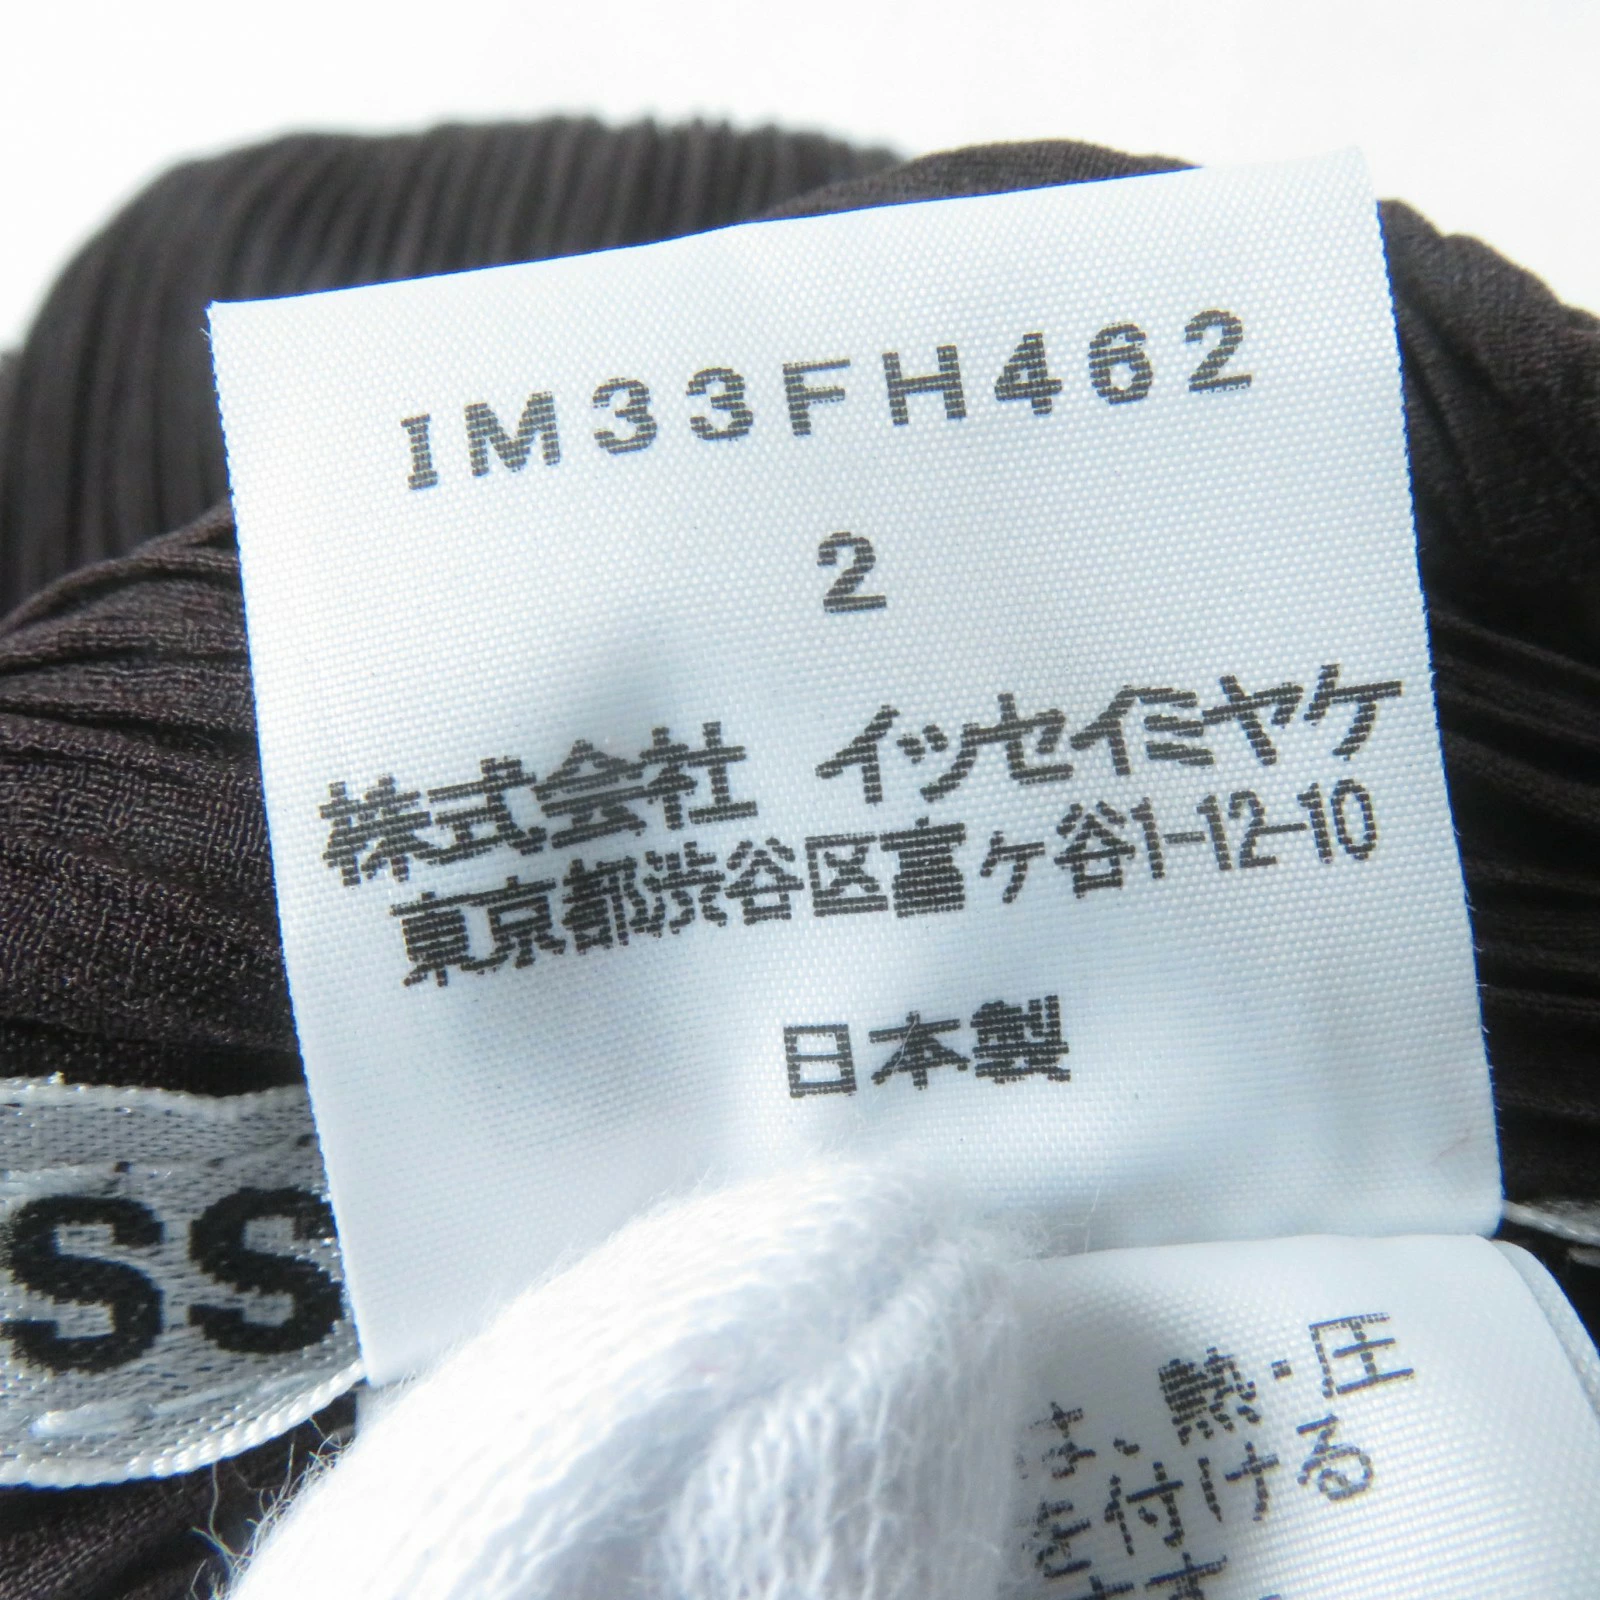 IM33FH462
2
株式会社 イッセイミヤケ
東京都渋谷区富ヶ谷1-12-10
日本製
SS
は、熱・圧
を付ける